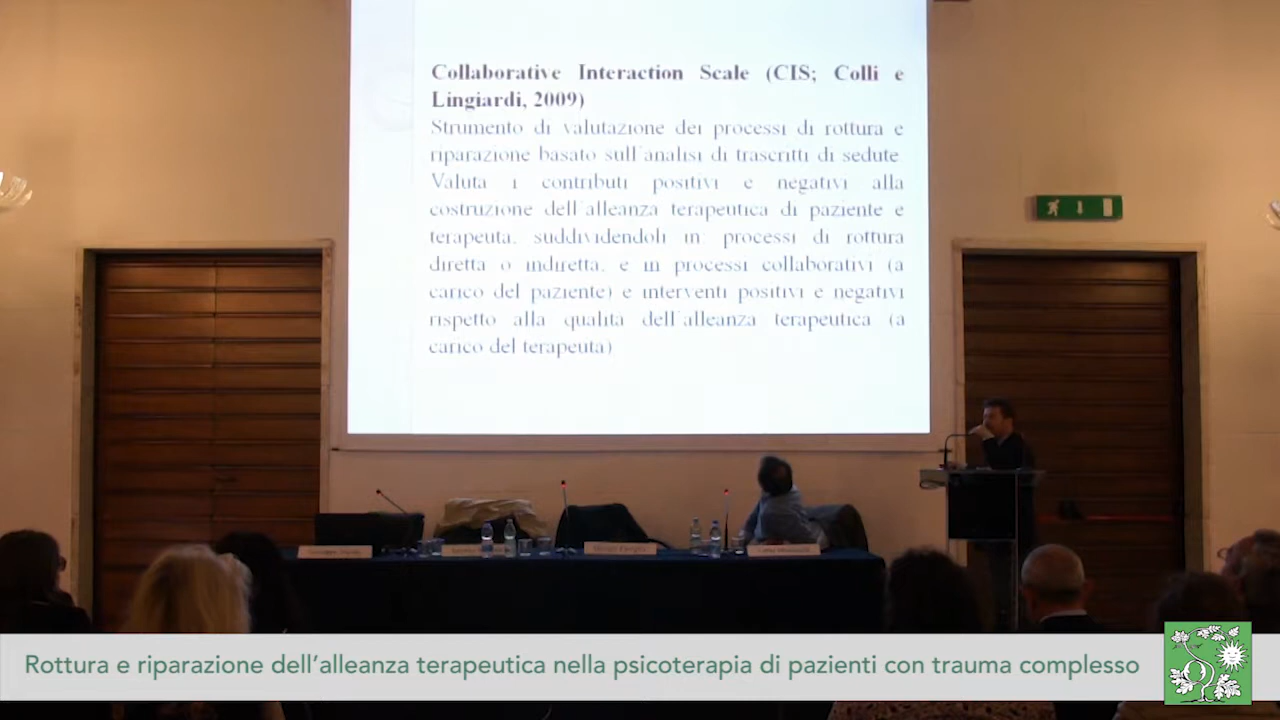 Collaborative Interaction Scale (CIS; Colli e
Lingiardi, 2009)
Strumento di valutazione dei processi di rottura e
riparazione basato sull'analisi di trascritti di sedute.
Valuta i contributi positivi e negativi alla
costruzione dell'alleanza terapeutica di paziente e
terapeuta, suddividendoli in: processi di rottura
diretta o indiretta, e in processi collaborativi (a
carico del paziente) e interventi positivi e negativi
rispetto alla qualità dell'alleanza terapeutica (a
carico del terapeuta)
Rottura e riparazione dell'alleanza terapeutica nella psicoterapia di pazienti con trauma complesso